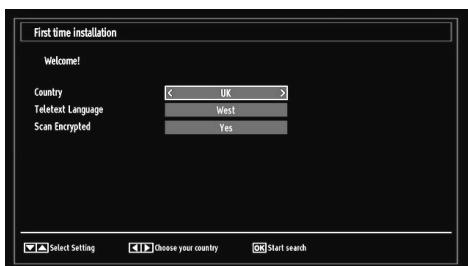 First time installation
Welcome!
Country < UK >
Teletext Language West
Scan Encrypted Yes
Select Setting Choose your country OK Start search